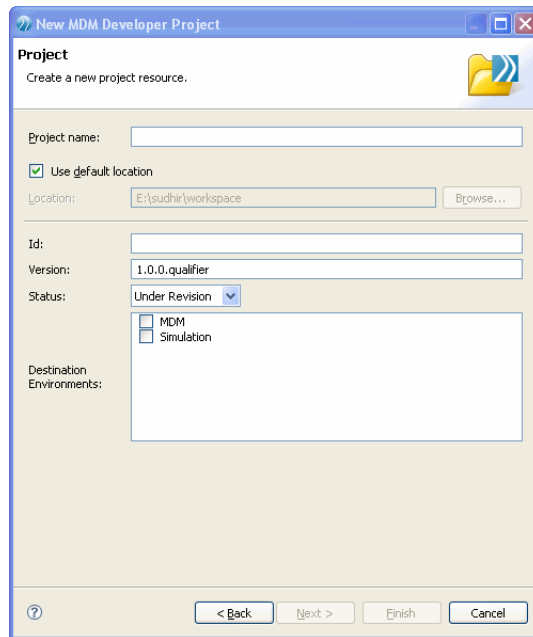 New MDM Developer Project
Project
Create a new project resource.
Project name:
Use default location
Location: E:\sudhir\workspace Browse...
Id:
Version: 1.0.0.qualifier
Status: Under Revision
MDM
Simulation
Destination
Environments:
< Back Next > Finish Cancel